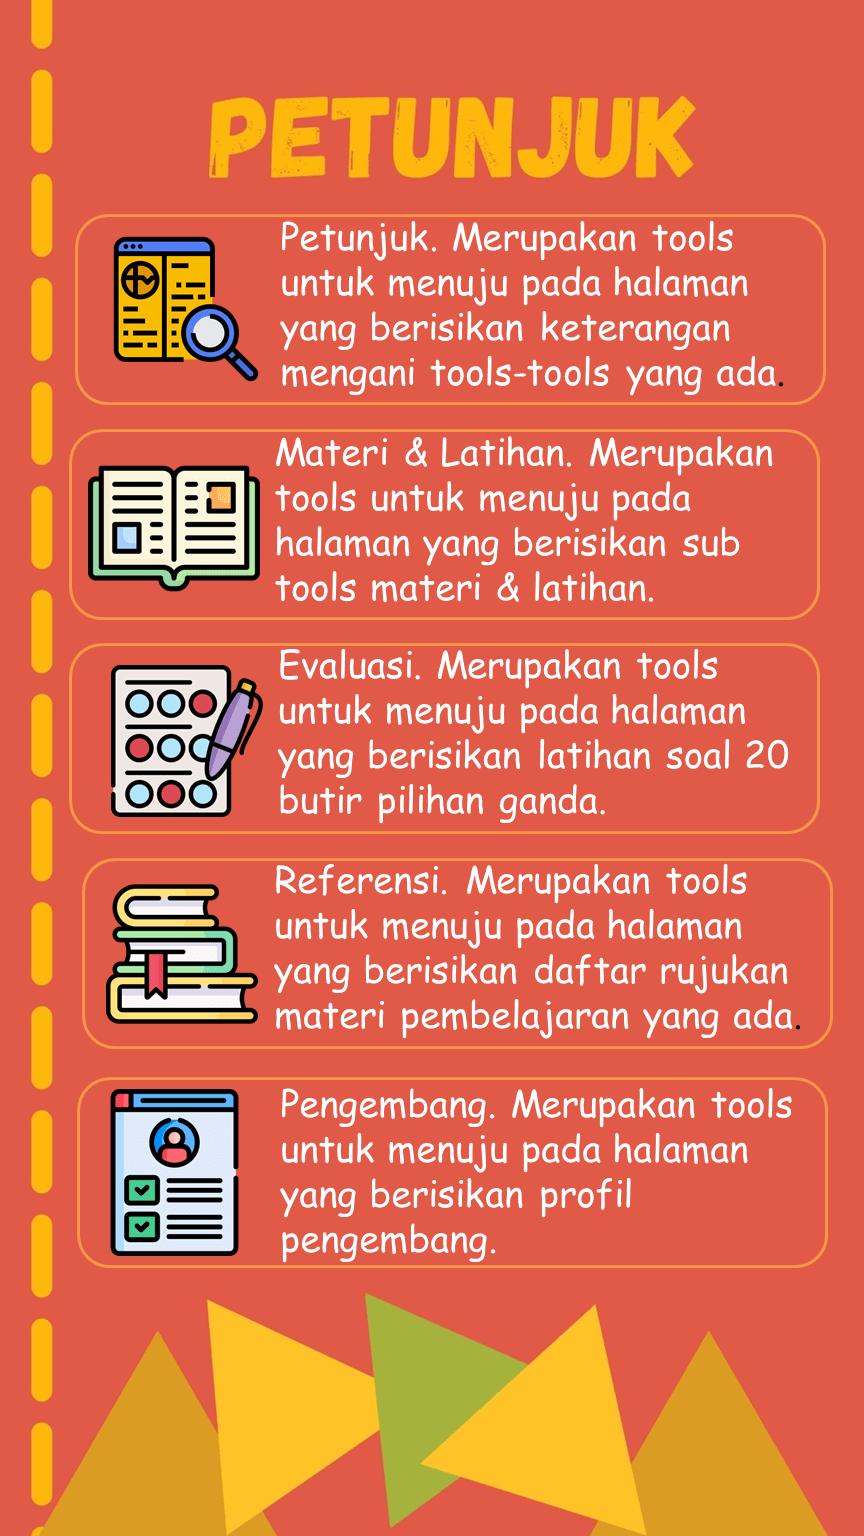 PETUNJUK
Petunjuk. Merupakan tools
untuk menuju pada halaman
yang berisikan keterangan
mengani tools-tools yang ada.
Materi & Latihan. Merupakan
tools untuk menuju pada
halaman yang berisikan sub
tools materi & latihan.
Evaluasi. Merupakan tools
untuk menuju pada halaman
yang berisikan latihan soal 20
butir pilihan ganda.
Referensi. Merupakan tools
untuk menuju pada halaman
yang berisikan daftar rujukan
materi pembelajaran yang ada.
Pengembang. Merupakan tools
untuk menuju pada halaman
yang berisikan profil
pengembang.